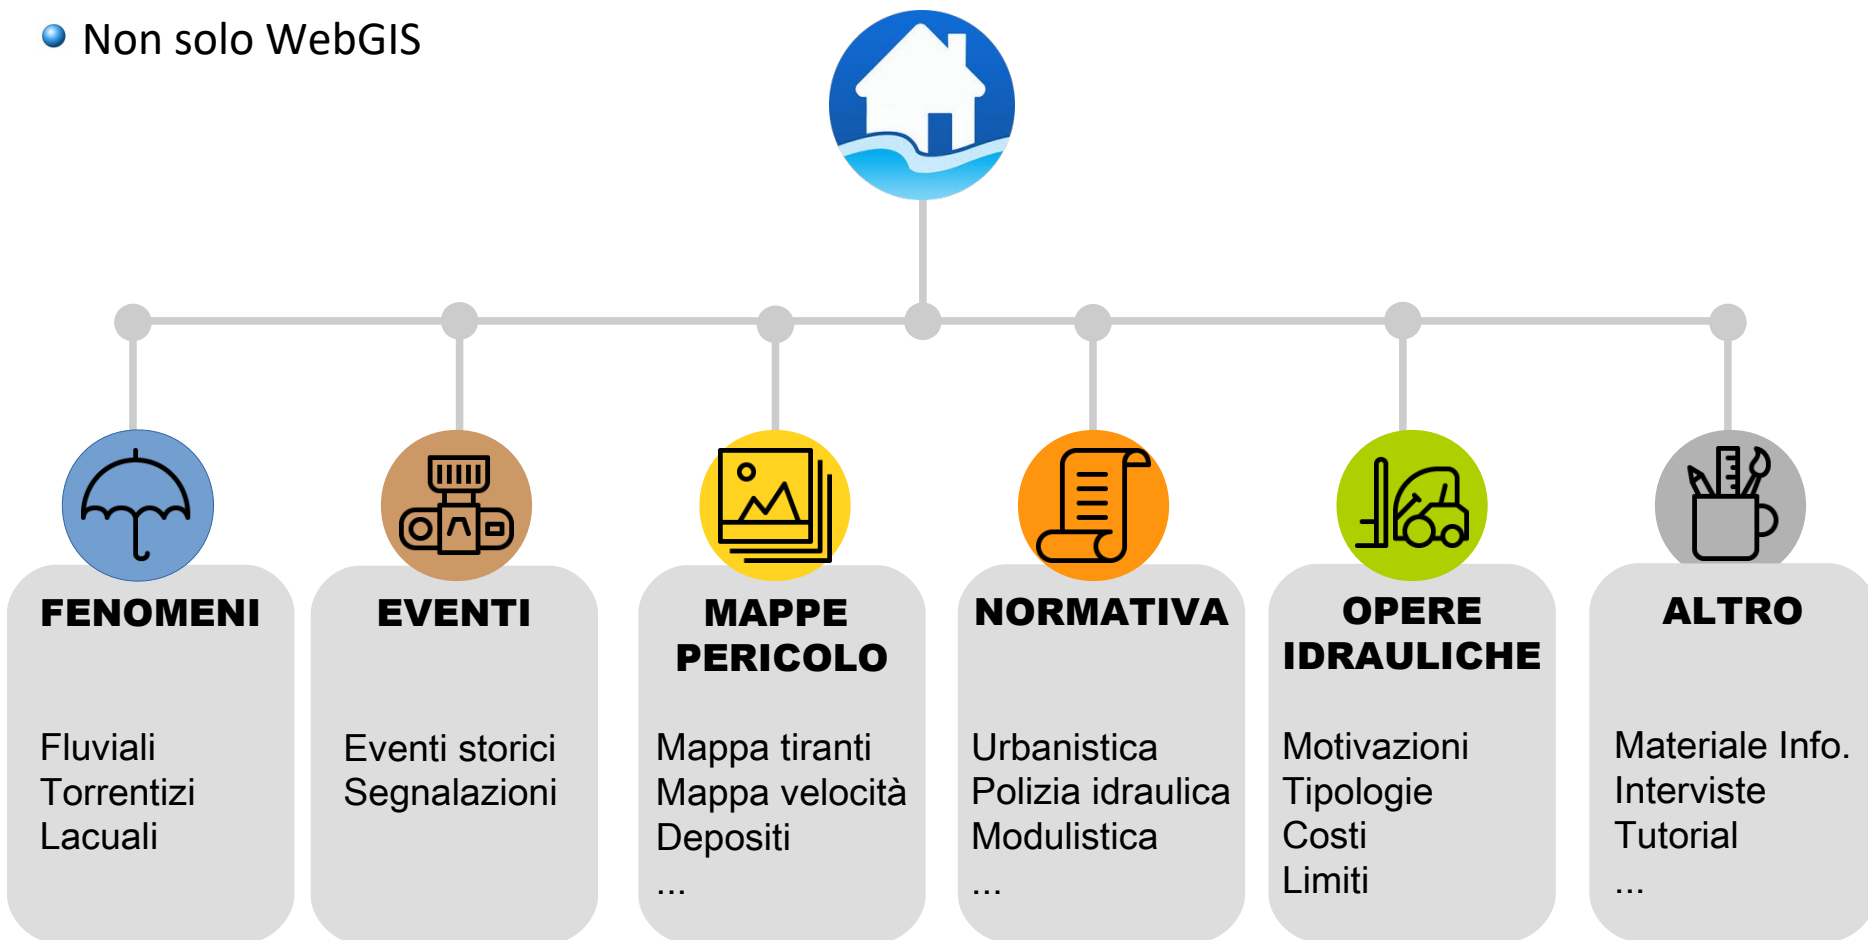 Non solo WebGIS
FENOMENI
Fluviali
Torrentizi
Lacuali
EVENTI
Eventi storici
Segnalazioni
MAPPE
PERICOLO
Mappa tiranti
Mappa velocità
Depositi
...
NORMATIVA
Urbanistica
Polizia idraulica
Modulistica
...
OPERE
IDRAULICHE
Motivazioni
Tipologie
Costi
Limiti
ALTRO
Materiale Info.
Interviste
Tutorial
...